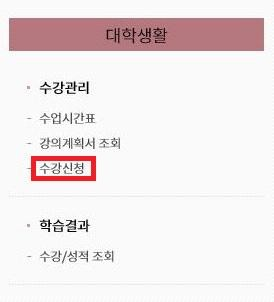 대학생활
수강관리
- 수업시간표
- 강의계획서 조회
- 수강신청
학습결과
- 수강/성적 조회